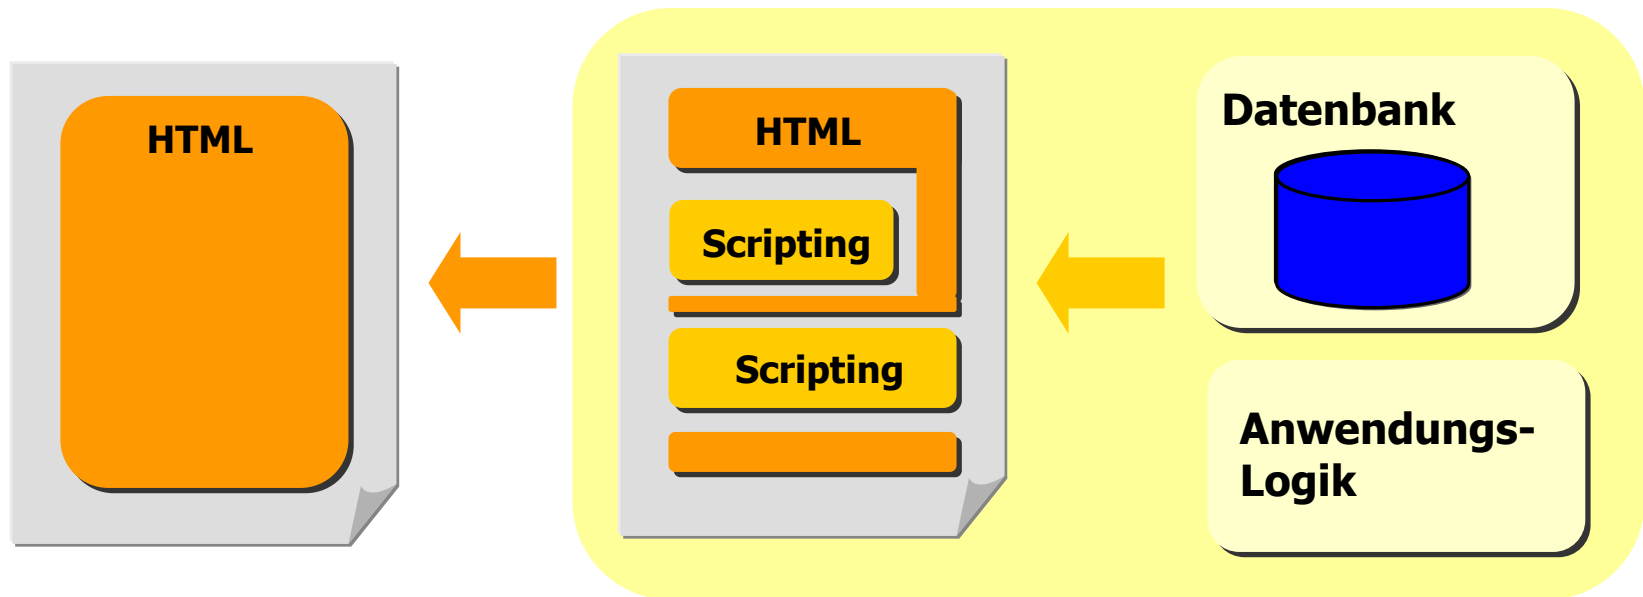 HTML
HTML
Scripting
Scripting
Datenbank
Anwendungs-
Logik